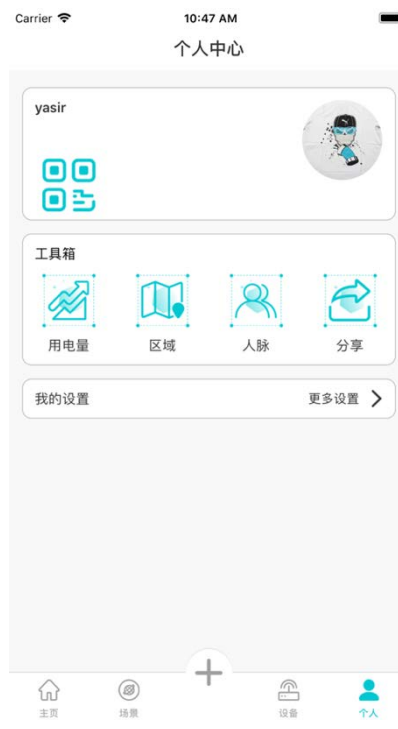 Carrier 10:47 AM
个人中心
yasir
工具箱
用电量 区域 人脉 分享
我的设置 更多设置
主页 场景 设备 个人